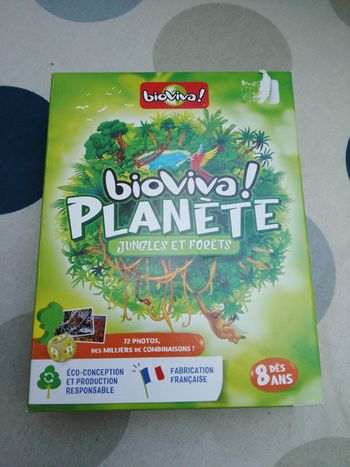 bioviva!
bioviva!
PLANÈTE
JUNGLES ET FORÊTS
72 PHOTOS,
DES MILLIERS DE COMBINAISONS !
ÉCO-CONCEPTION
ET PRODUCTION
RESPONSABLE
FABRICATION
FRANÇAISE
8 DÈS
ANS